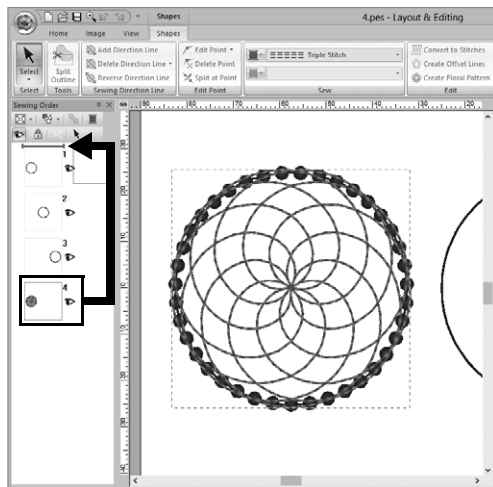 Shapes
4.pes - Layout & Editing
Home Image View Shapes
Select
Split Outline
Add Direction Line
Delete Direction Line
Reverse Direction Line
Edit Point
Delete Point
Split at Point
Triple Stitch
Convert to Stitches
Create Offset Lines
Create Floral Pattern
Select Tools Sewing Direction Line Edit Point Sew Edit
Sewing Order
1
2
3
4